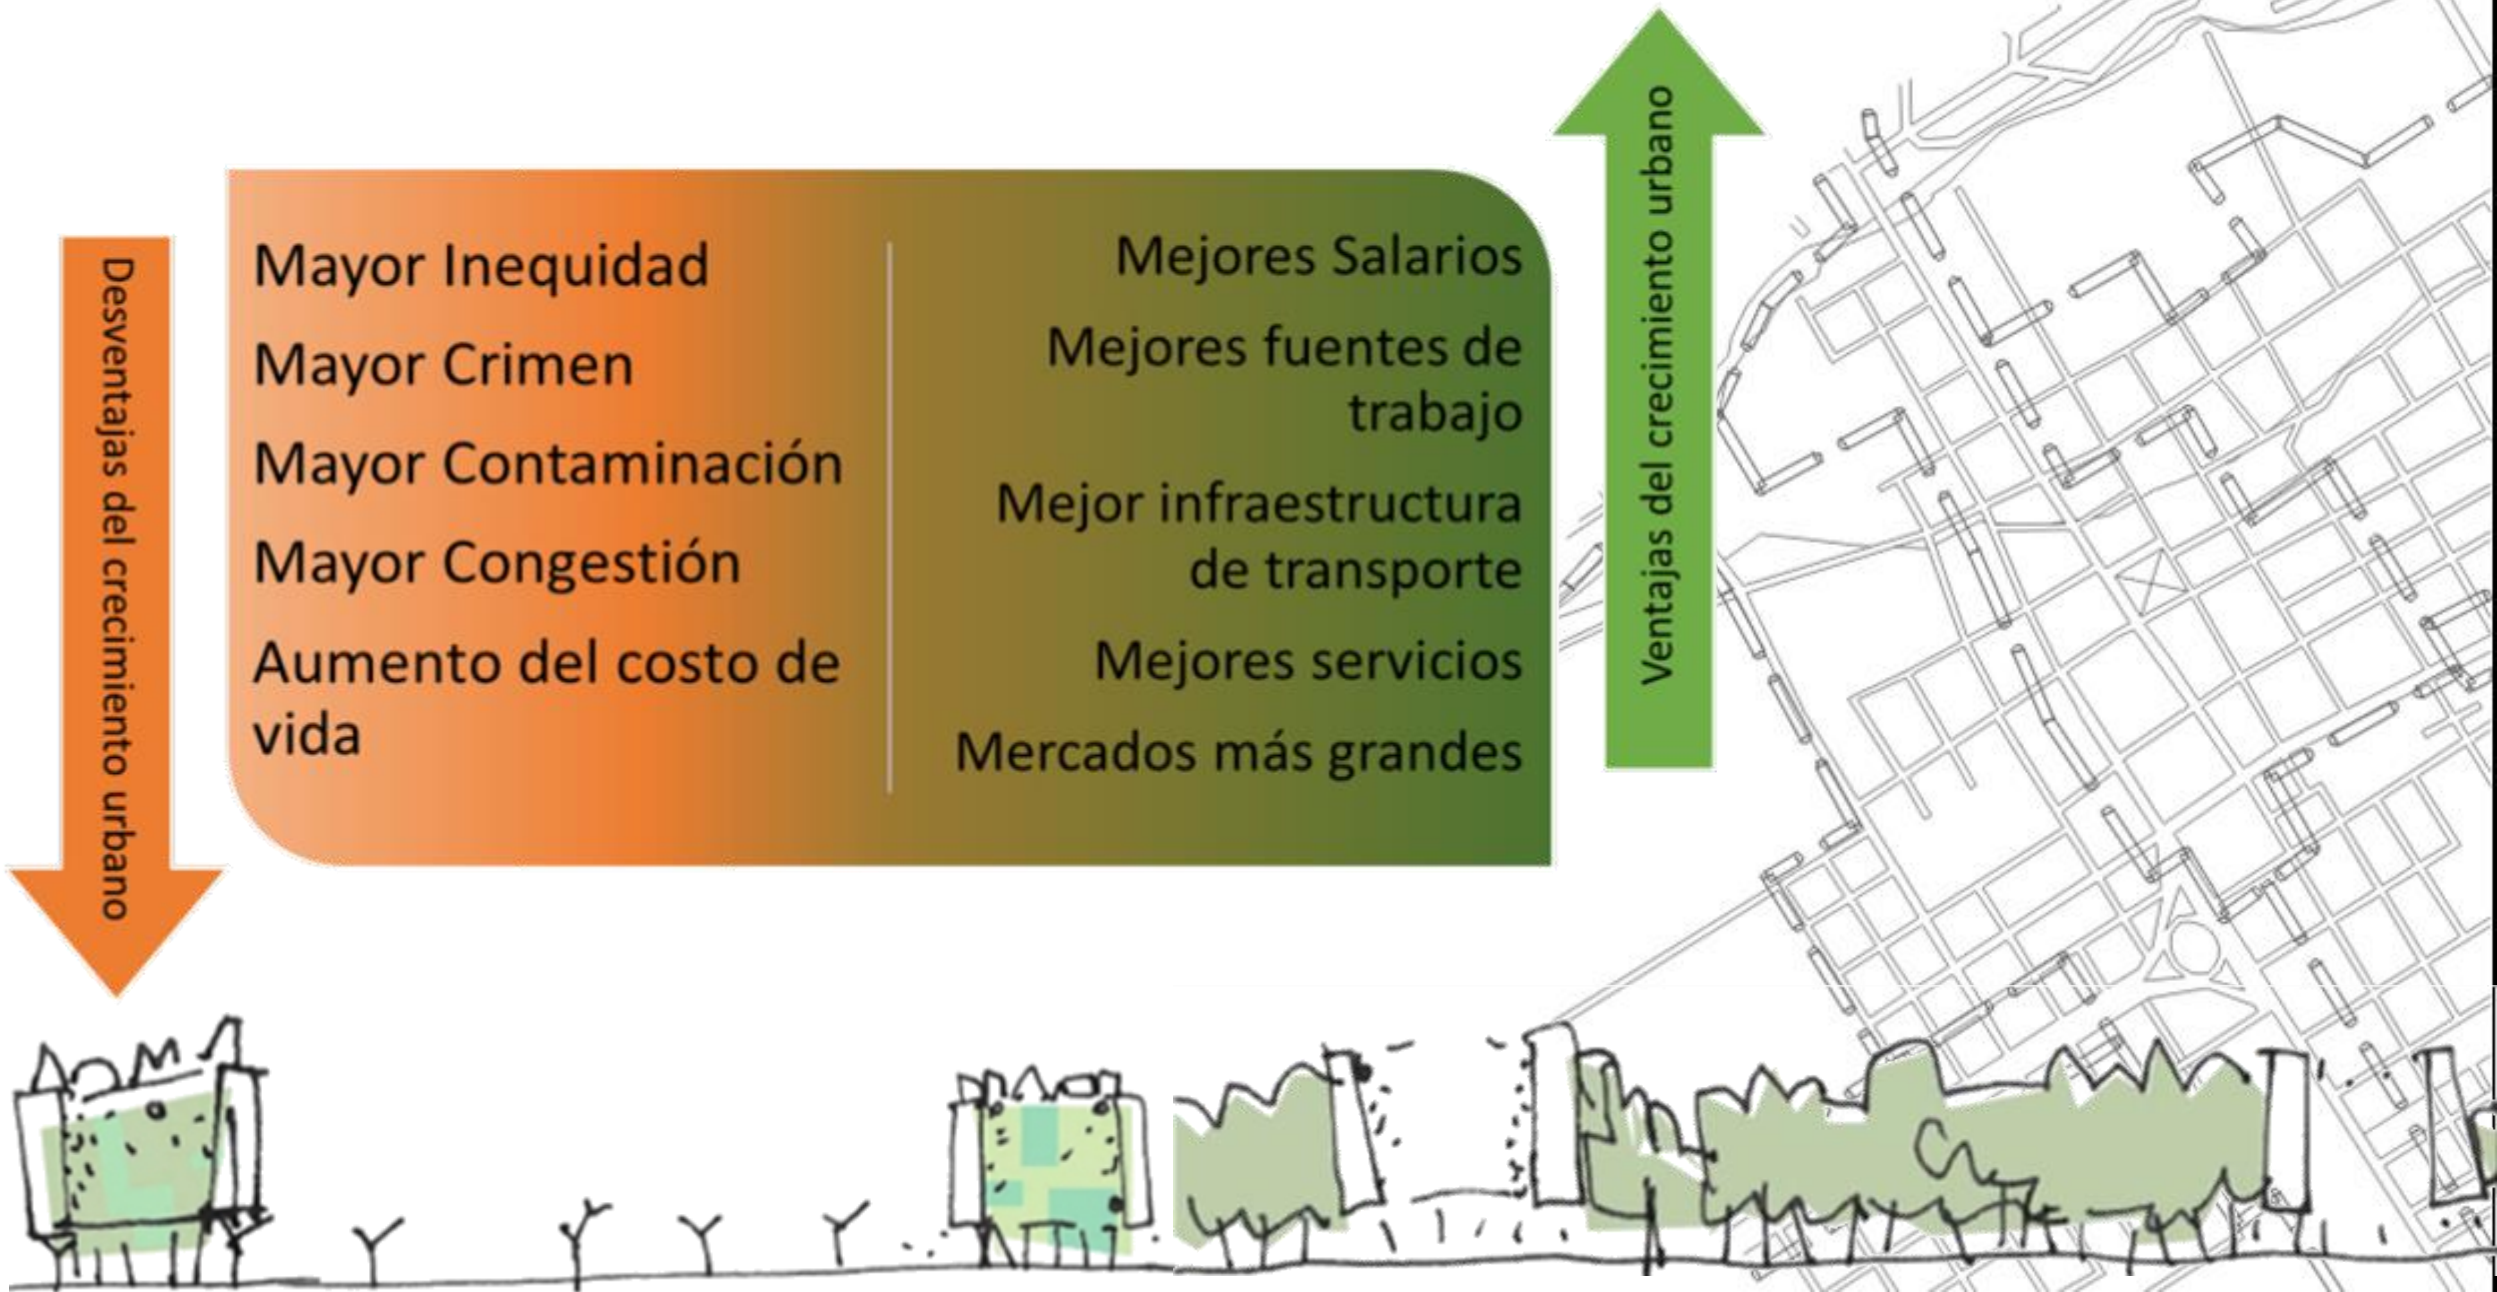 Desventajas del crecimiento urbano
Mayor Inequidad
Mayor Crimen
Mayor Contaminación
Mayor Congestión
Aumento del costo de
vida
Mejores Salarios
Mejores fuentes de
trabajo
Mejor infraestructura
de transporte
Mejores servicios
Mercados más grandes
Ventajas del crecimiento urbano